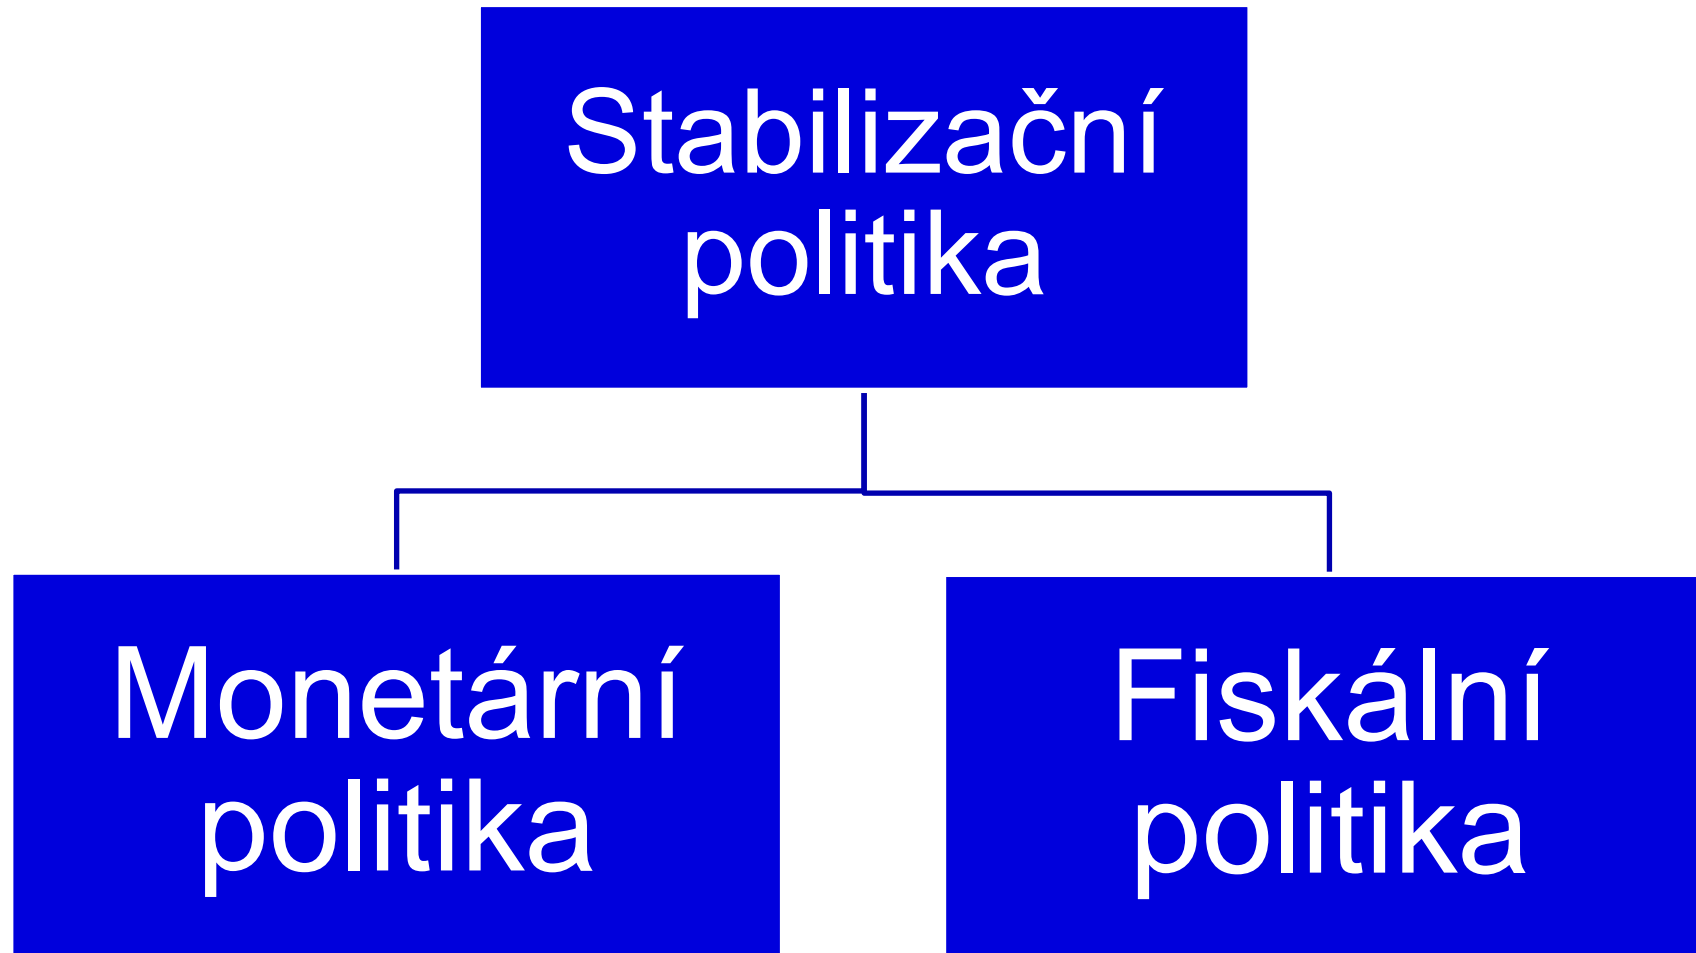 Stabilizační
politika
Monetární
politika
Fiskální
politika